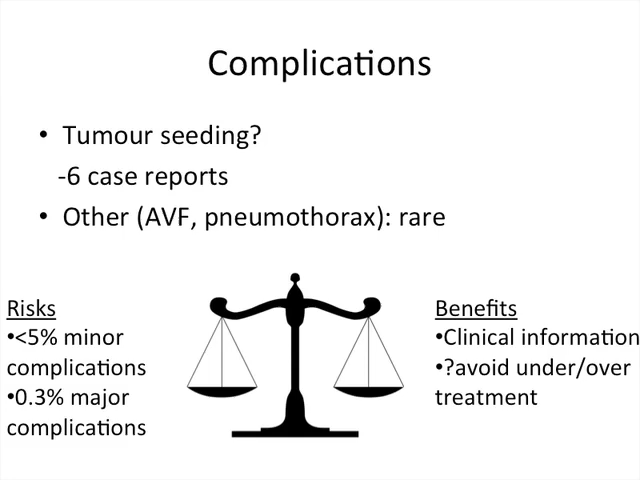 Complications
• Tumour seeding?
-6 case reports
• Other (AVF, pneumothorax): rare
Risks
•<5% minor
complications
•0.3% major
complications
Benefits
•Clinical information
•?avoid under/over
treatment